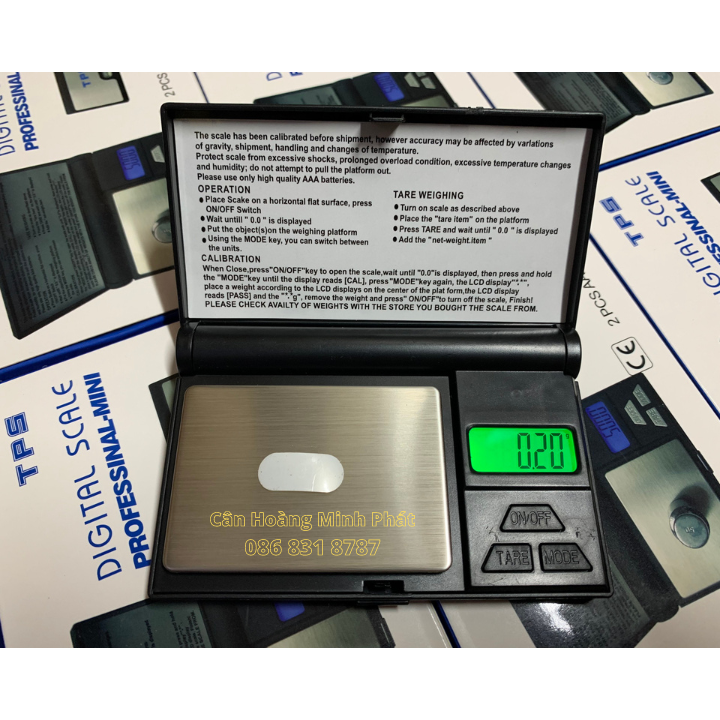 The scale has been calibrated before shipment, however accuracy may be affected by varlations
of gravity, shipment, handling and changes of temperature.
Protect scale from excessive shocks, prolonged overload condition, excessive temperature changes
and humidity; do not attempt to pull the platform out.
Please use only high quality AAA batteries.
OPERATION
● Place Scake on a horizontal flat surface, press
ON/OFF Switch
● Wait untill " 0.0 " is displayed
● Put the object(s)on the weighing platform
● Using the MODE key, you can switch between
the units.
TARE WEIGHING
● Turn on scale as described above
● Place the "tare item" on the platform
● Press TARE and wait until " 0.0 " is displayed
● Add the "net-weight.item "
CALIBRATION
When Close,press"ON/OFF"key to open the scale,wait until "0.0"is displayed, then press and hold
the "MODE"key until the display reads [CAL], press"MODE"key again, the LCD display"*.*",
place a weight according to the LCD displays on the center of the plat form,the LCD display
reads [PASS] and the "*.*g", remove the weight and press" ON/OFF"to turn off the scale, Finish!
PLEASE CHECK AVAILTY OF WEIGHTS WITH THE STORE YOU BOUGHT THE SCALE FROM.
0.20
ON/OFF
TARE
MODE
Cân Hoàng Minh Phát
086 831 8787
TPS
DIGITAL SCALE
PROFESSINAL-MINI
DIGITAL SCALE
PROFESSINAL
TPS
2 PCS
TPS
DIGITAL SCALE
PROFESSINAL-MINI
CE
2 PCS